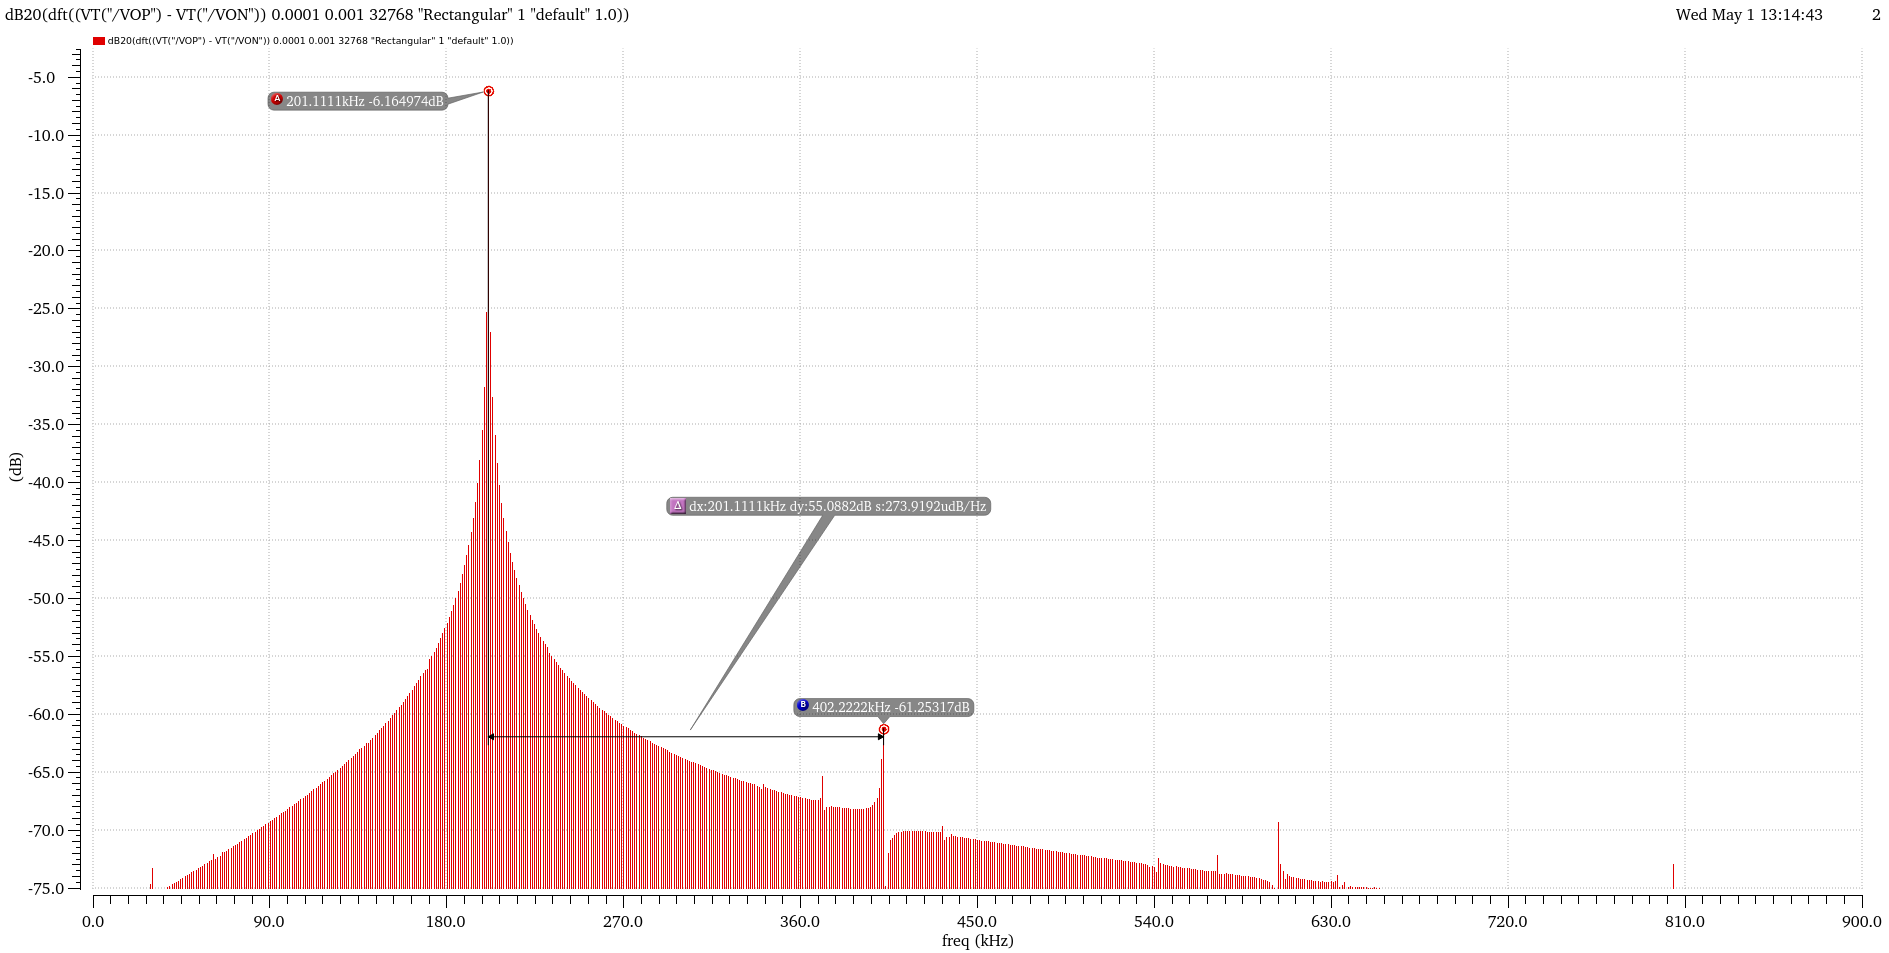 dB20(dft((VT("/VOP") - VT("/VON")) 0.0001 0.001 32768 "Rectangular" 1 "default" 1.0))
Wed May 1 13:14:43 2
dB20(dft((VT("/VOP") - VT("/VON")) 0.0001 0.001 32768 "Rectangular" 1 "default" 1.0))
-5.0
A 201.1111kHz -6.164974dB
-10.0
-15.0
-20.0
-25.0
-30.0
-35.0
-40.0
(dB)
Δ dx:201.1111kHz dy:55.0882dB s:273.9192udB/Hz
-45.0
-50.0
-55.0
-60.0
B 402.2222kHz -61.25317dB
-65.0
-70.0
-75.0
0.0 90.0 180.0 270.0 360.0 450.0 540.0 630.0 720.0 810.0 900.0
freq (kHz)